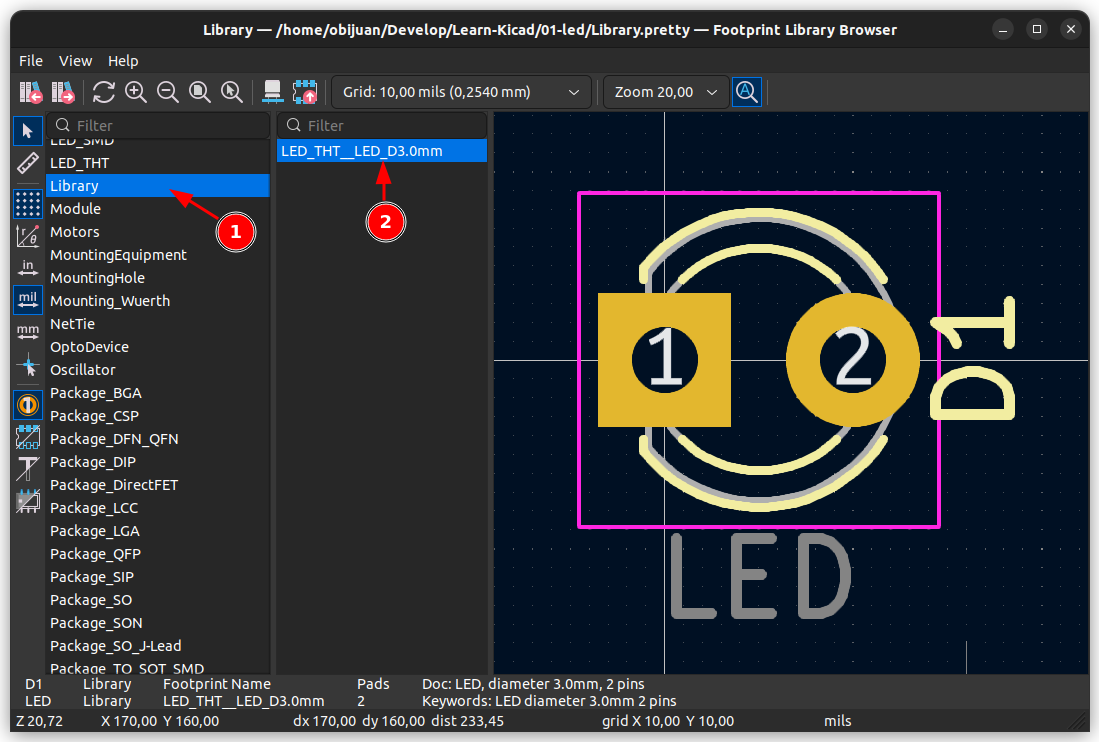 Library — /home/obijuan/Develop/Learn-Kicad/01-led/Library.pretty — Footprint Library Browser
File View Help
Grid: 10,00 mils (0,2540 mm)
Zoom 20,00
Filter
Filter
LED_SMD
LED_THT
Library
Module
Motors
MountingEquipment
MountingHole
Mounting_Wuerth
NetTie
OptoDevice
Oscillator
Package_BGA
Package_CSP
Package_DFN_QFN
Package_DIP
Package_DirectFET
Package_LCC
Package_LGA
Package_QFP
Package_SIP
Package_SO
Package_SON
Package_SO_J-Lead
Package_TO_SOT_SMD
LED_THT__LED_D3.0mm
1
2
in
mil
mm
1
2
D1
LED
D1 Library Footprint Name Pads Doc: LED, diameter 3.0mm, 2 pins
LED Library LED_THT__LED_D3.0mm 2 Keywords: LED diameter 3.0mm 2 pins
Z 20,72 X 170,00 Y 160,00 dx 170,00 dy 160,00 dist 233,45 grid X 10,00 Y 10,00 mils